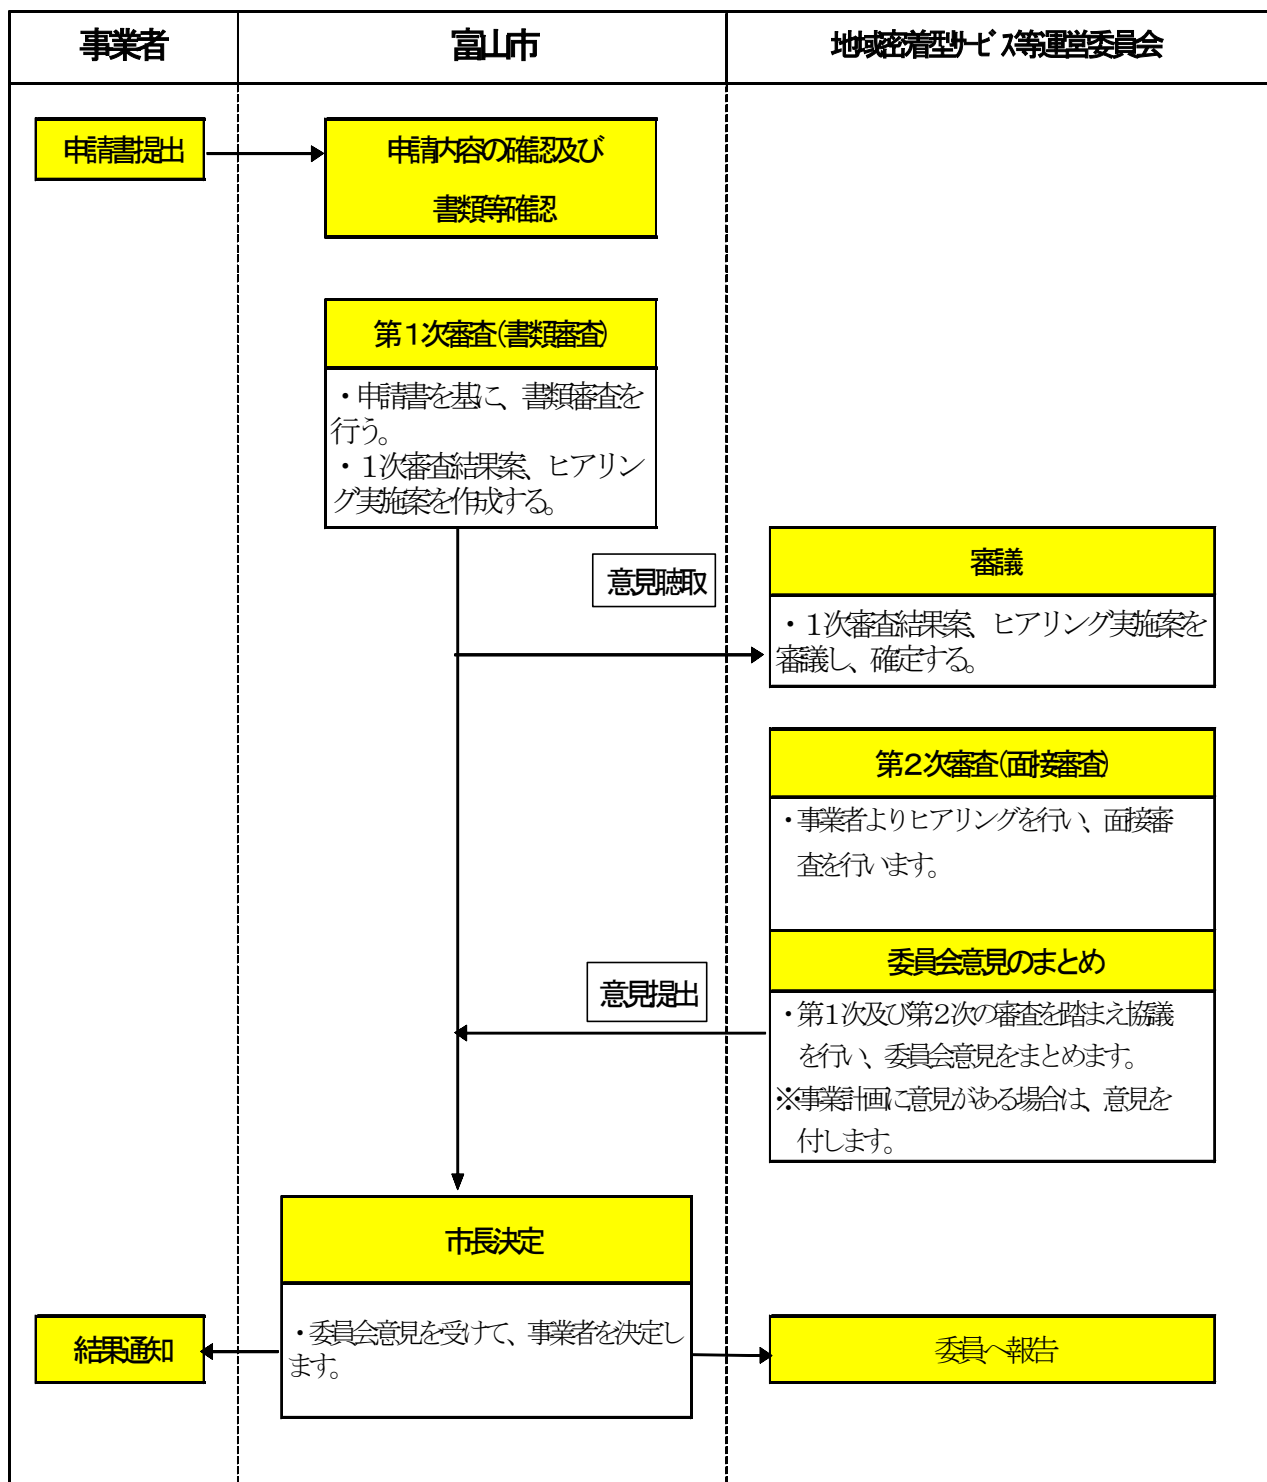 事業者
富山市
地域密着型サービス等運営委員会
申請書提出
申請内容の確認及び
書類等確認
第1次審査(書類審査)
・申請書を基に、書類審査を
行う。
・1次審査結果案、ヒアリン
グ実施案を作成する。
意見聴取
審議
・1次審査結果案、ヒアリング実施案を
審議し、確定する。
第2次審査(面接審査)
・事業者よりヒアリングを行い、面接審
査を行います。
委員会意見のまとめ
意見提出
・第1次及び第2次の審査を踏まえ協議
を行い、委員会意見をまとめます。
※事業計画に意見がある場合は、意見を
付します。
市長決定
・委員会意見を受けて、事業者を決定し
ます。
結果通知
委員へ報告